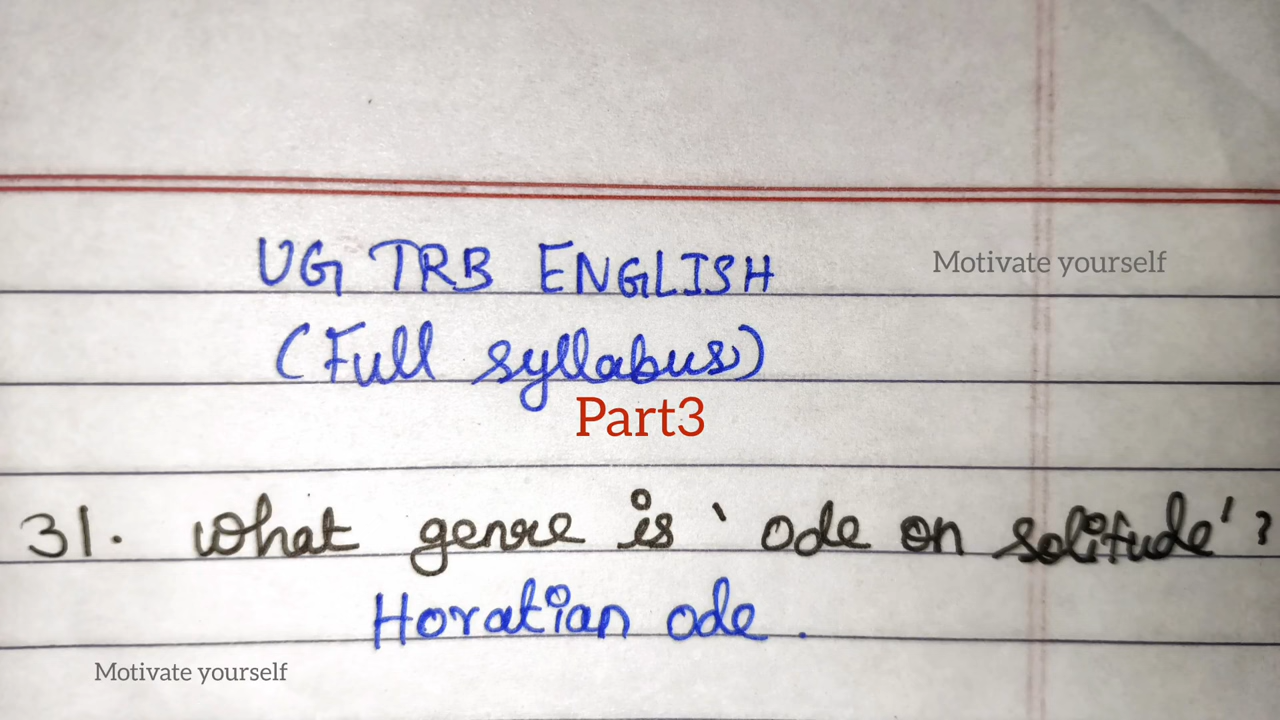 UG TRB ENGLISH
Motivate yourself
(Full syllabus)
Part3
31. What genre is 'ode on solitude'?
Horatian ode.
Motivate yourself